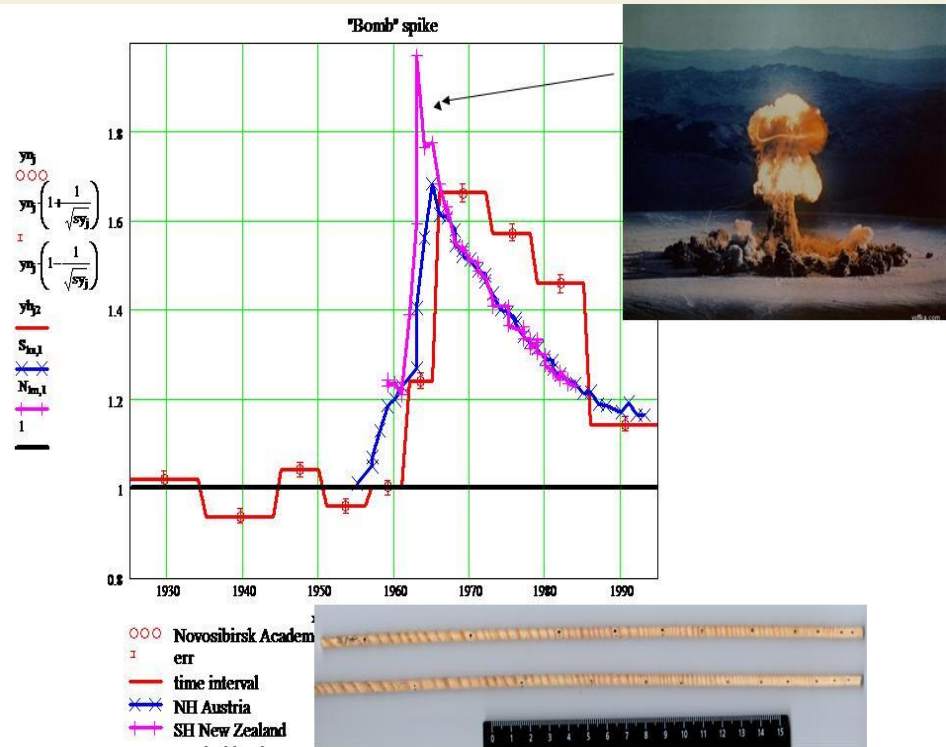 "Bomb" spike
1.8
1.6
1.4
1.2
1
0.8
1930 1940 1950 1960 1970 1980 1990
yn_j
yn_j·(1+1/√sy_j)
yn_j·(1−1/√sy_j)
yh_j2
S_im,1
N_im,1
1
Novosibirsk Academ
err
time interval
NH Austria
SH New Zealand
0 1 2 3 4 5 6 7 8 9 10 11 12 13 14 15